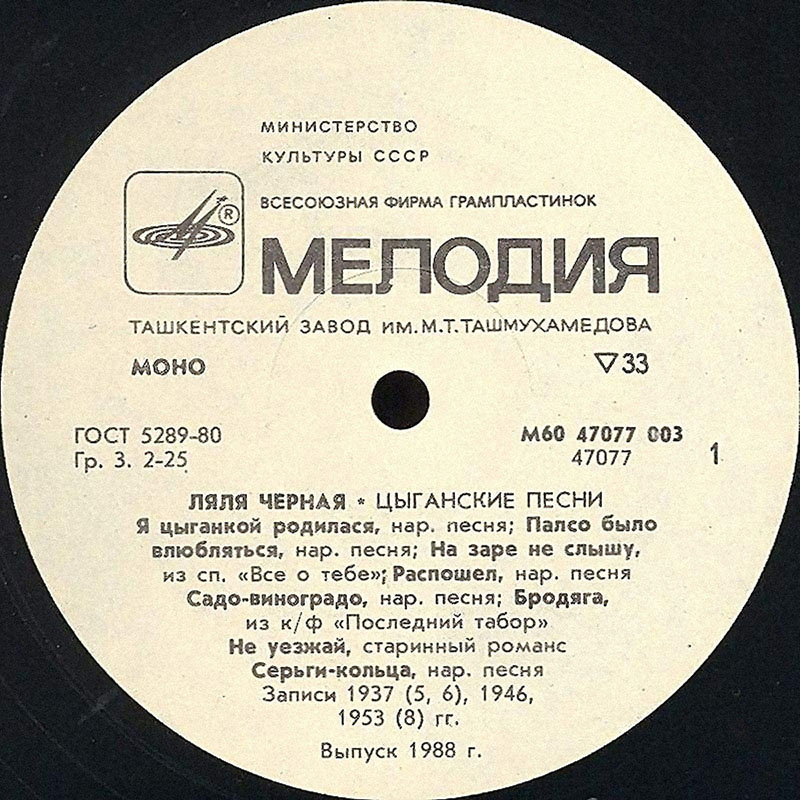 МИНИСТЕРСТВО
КУЛЬТУРЫ СССР
ВСЕСОЮЗНАЯ ФИРМА ГРАМПЛАСТИНОК
®
МЕЛОДИЯ
ТАШКЕНТСКИЙ ЗАВОД ИМ. М.Т.ТАШМУХАМЕДОВА
МОНО
▽33
ГОСТ 5289-80
Гр. 3. 2-25
М60 47077 003
47077
1
ЛЯЛЯ ЧЕРНАЯ * ЦЫГАНСКИЕ ПЕСНИ
Я цыганкой родилася, нар. песня; Палсо было
влюбляться, нар. песня; На заре не слышу,
из сп. «Все о тебе»; Распошел, нар. песня
Садо-виноградо, нар. песня; Бродяга,
из к/ф «Последний табор»
Не уезжай, старинный романс
Серьги-кольца, нар. песня
Записи 1937 (5, 6), 1946,
1953 (8) гг.
Выпуск 1988 г.